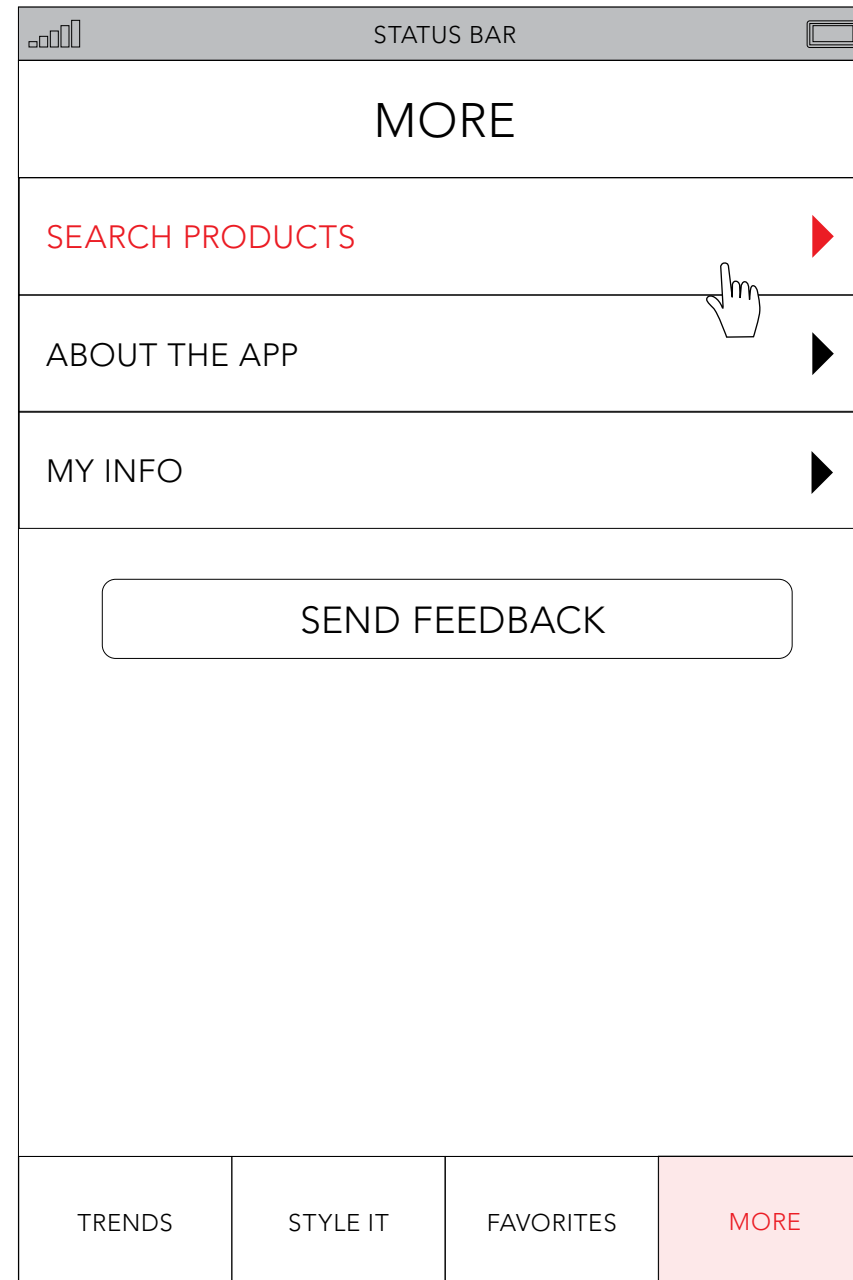 STATUS BAR
MORE
SEARCH PRODUCTS
ABOUT THE APP
MY INFO
SEND FEEDBACK
TRENDS
STYLE IT
FAVORITES
MORE